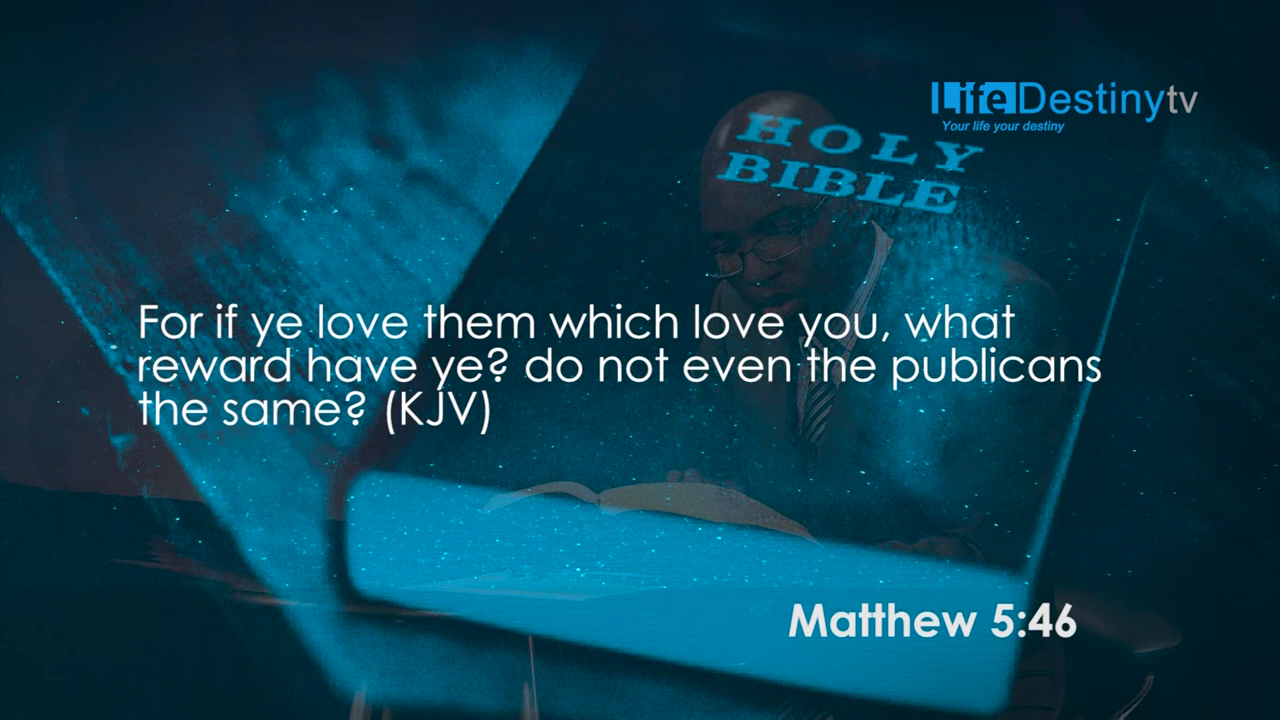 LifeDestinytv
Your life your destiny
HOLY
BIBLE
For if ye love them which love you, what
reward have ye? do not even the publicans
the same? (KJV)
Matthew 5:46